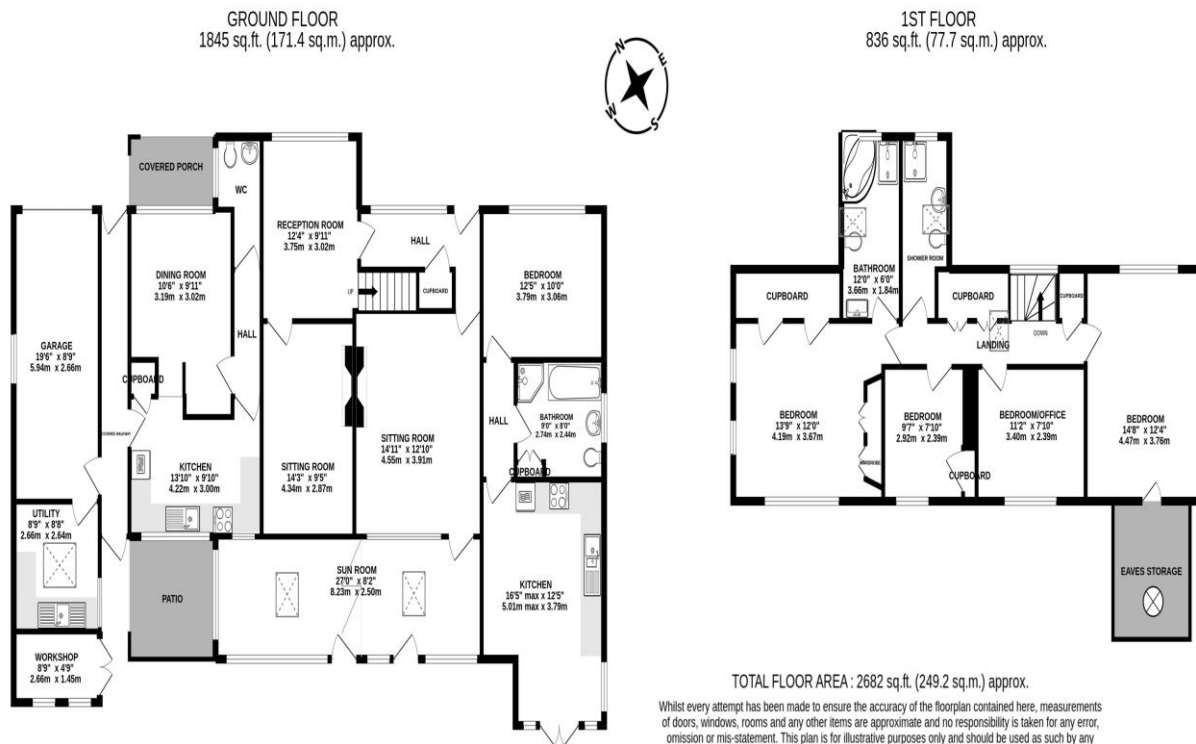 GROUND FLOOR
1845 sq.ft. (171.4 sq.m.) approx.
1ST FLOOR
836 sq.ft. (77.7 sq.m.) approx.
N
E
S
W
COVERED PORCH
WC
RECEPTION ROOM
12'4" x 9'11"
3.75m x 3.02m
HALL
UP
CUPBOARD
BEDROOM
12'5" x 10'0"
3.79m x 3.06m
DINING ROOM
10'6" x 9'11"
3.19m x 3.02m
HALL
GARAGE
19'6" x 8'9"
5.94m x 2.66m
CUPBOARD
COVERED WALKWAY
KITCHEN
13'10" x 9'10"
4.22m x 3.00m
SITTING ROOM
14'3" x 9'5"
4.34m x 2.87m
SITTING ROOM
14'11" x 12'10"
4.55m x 3.91m
HALL
BATHROOM
9'0" x 8'0"
2.74m x 2.44m
CUPBOARD
UTILITY
8'9" x 8'8"
2.66m x 2.64m
PATIO
SUN ROOM
27'0" x 8'2"
8.23m x 2.50m
KITCHEN
16'5" max x 12'5"
5.01m max x 3.79m
WORKSHOP
8'9" x 4'9"
2.66m x 1.45m
BATHROOM
12'0" x 6'0"
3.66m x 1.84m
SHOWER ROOM
CUPBOARD
CUPBOARD
CUPBOARD
DOWN
LANDING
BEDROOM
13'9" x 12'0"
4.19m x 3.67m
WARDROBE
BEDROOM
9'7" x 7'10"
2.92m x 2.39m
CUPBOARD
BEDROOM/OFFICE
11'2" x 7'10"
3.40m x 2.39m
BEDROOM
14'8" x 12'4"
4.47m x 3.76m
EAVES STORAGE
TOTAL FLOOR AREA : 2682 sq.ft. (249.2 sq.m.) approx.
Whilst every attempt has been made to ensure the accuracy of the floorplan contained here, measurements
of doors, windows, rooms and any other items are approximate and no responsibility is taken for any error,
omission or mis-statement. This plan is for illustrative purposes only and should be used as such by any